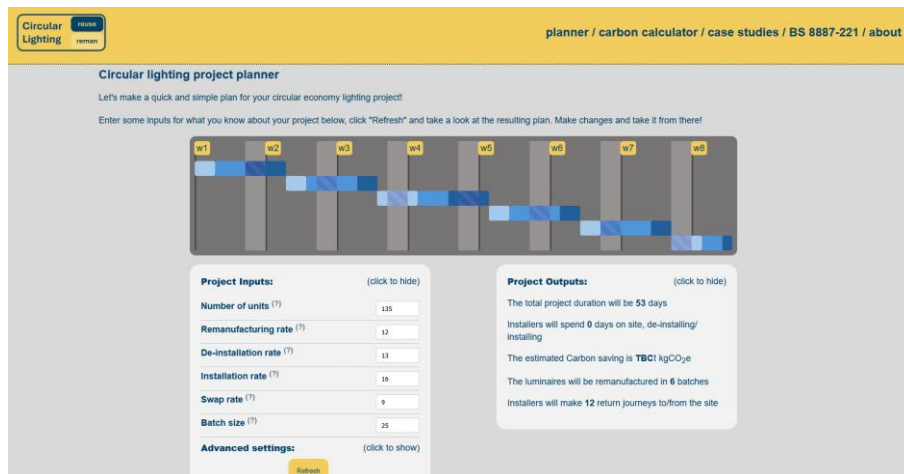 Circular reuse
Lighting reman
planner / carbon calculator / case studies / BS 8887-221 / about
Circular lighting project planner
Let's make a quick and simple plan for your circular economy lighting project!
Enter some inputs for what you know about your project below, click "Refresh" and take a look at the resulting plan. Make changes and take it from there!
w1 w2 w3 w4 w5 w6 w7 w8
Project Inputs: (click to hide)
Number of units (?) 135
Remanufacturing rate (?) 12
De-installation rate (?) 13
Installation rate (?) 16
Swap rate (?) 9
Batch size (?) 25
Advanced settings: (click to show)
Refresh
Project Outputs: (click to hide)
The total project duration will be 53 days
Installers will spend 0 days on site, de-installing/
installing
The estimated Carbon saving is TBC! kgCO₂e
The luminaires will be remanufactured in 6 batches
Installers will make 12 return journeys to/from the site